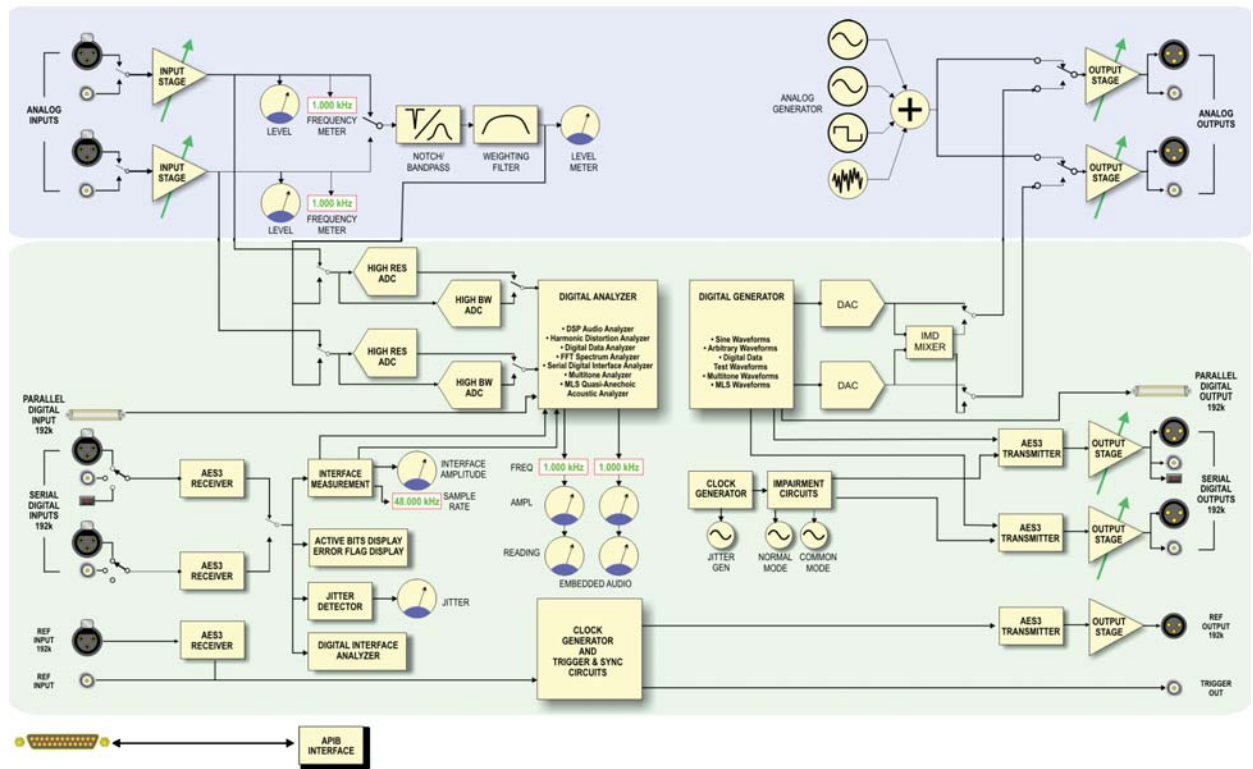 INPUT
STAGE
ANALOG
INPUTS
INPUT
STAGE
LEVEL
1.000 kHz
FREQUENCY
METER
LEVEL
1.000 kHz
FREQUENCY
METER
NOTCH/
BANDPASS
WEIGHTING
FILTER
LEVEL
METER
ANALOG
GENERATOR
OUTPUT
STAGE
ANALOG
OUTPUTS
OUTPUT
STAGE
HIGH RES
ADC
HIGH BW
ADC
HIGH RES
ADC
HIGH BW
ADC
DIGITAL ANALYZER
• DSP Audio Analyzer
• Harmonic Distortion Analyzer
• Digital Data Analyzer
• FFT Spectrum Analyzer
• Serial Digital Interface Analyzer
• Multitone Analyzer
• MLS Quasi-Anechoic
Acoustic Analyzer
DIGITAL GENERATOR
• Sine Waveforms
• Arbitrary Waveforms
• Digital Data
Test Waveforms
• Multitone Waveforms
• MLS Waveforms
DAC
DAC
IMD
MIXER
PARALLEL
DIGITAL
INPUT
192k
PARALLEL
DIGITAL
OUTPUT
192k
SERIAL
DIGITAL
INPUTS
192k
AES3
RECEIVER
AES3
RECEIVER
INTERFACE
MEASUREMENT
INTERFACE
AMPLITUDE
48.000 kHz
SAMPLE
RATE
ACTIVE BITS DISPLAY
ERROR FLAG DISPLAY
JITTER
DETECTOR
JITTER
DIGITAL INTERFACE
ANALYZER
FREQ
1.000 kHz
1.000 kHz
AMPL
READING
EMBEDDED AUDIO
CLOCK
GENERATOR
IMPAIRMENT
CIRCUITS
JITTER
GEN
NORMAL
MODE
COMMON
MODE
AES3
TRANSMITTER
OUTPUT
STAGE
AES3
TRANSMITTER
OUTPUT
STAGE
SERIAL
DIGITAL
OUTPUTS
192k
REF
INPUT
192k
AES3
RECEIVER
REF
INPUT
CLOCK
GENERATOR
AND
TRIGGER & SYNC
CIRCUITS
AES3
TRANSMITTER
OUTPUT
STAGE
REF
OUTPUT
192k
TRIGGER
OUT
APIB
INTERFACE